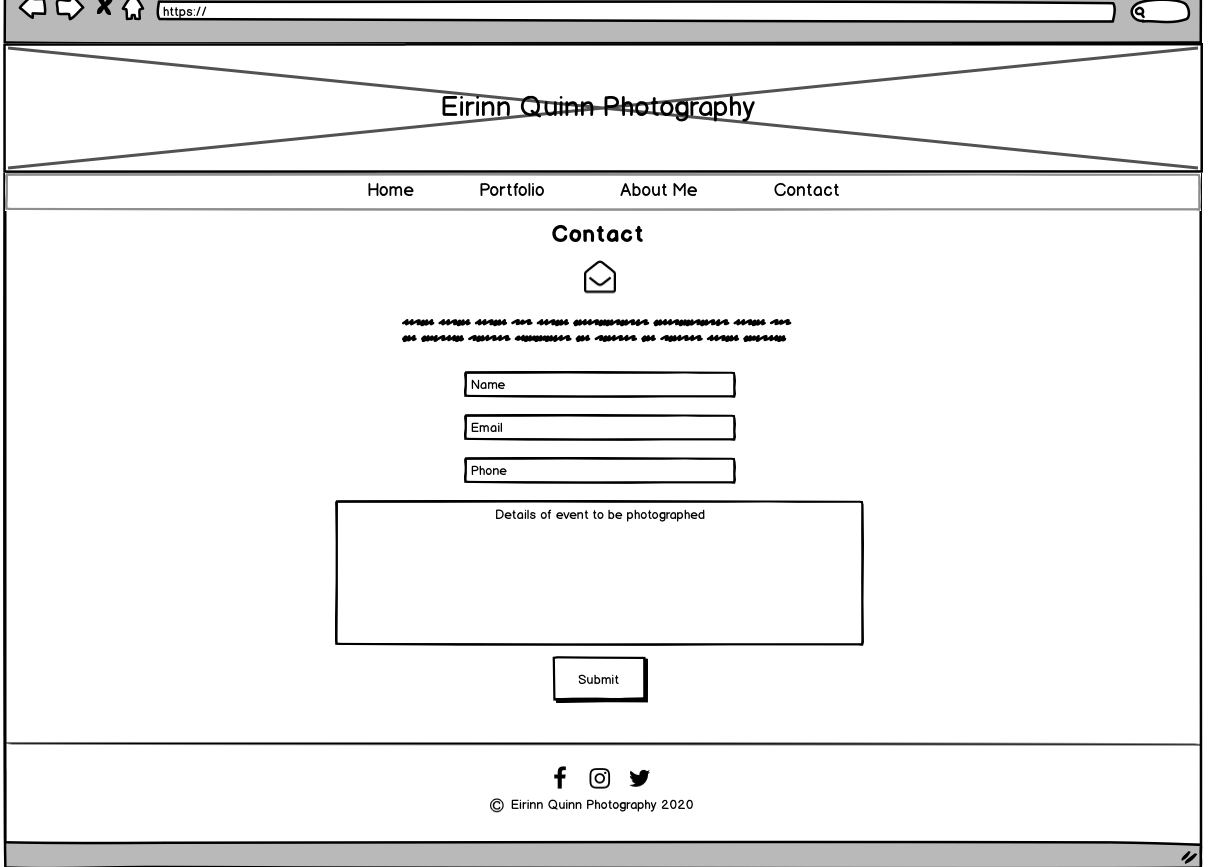 https://
Eirinn Quinn Photography
Home Portfolio About Me Contact
Contact
Name
Email
Phone
Details of event to be photographed
Submit
© Eirinn Quinn Photography 2020